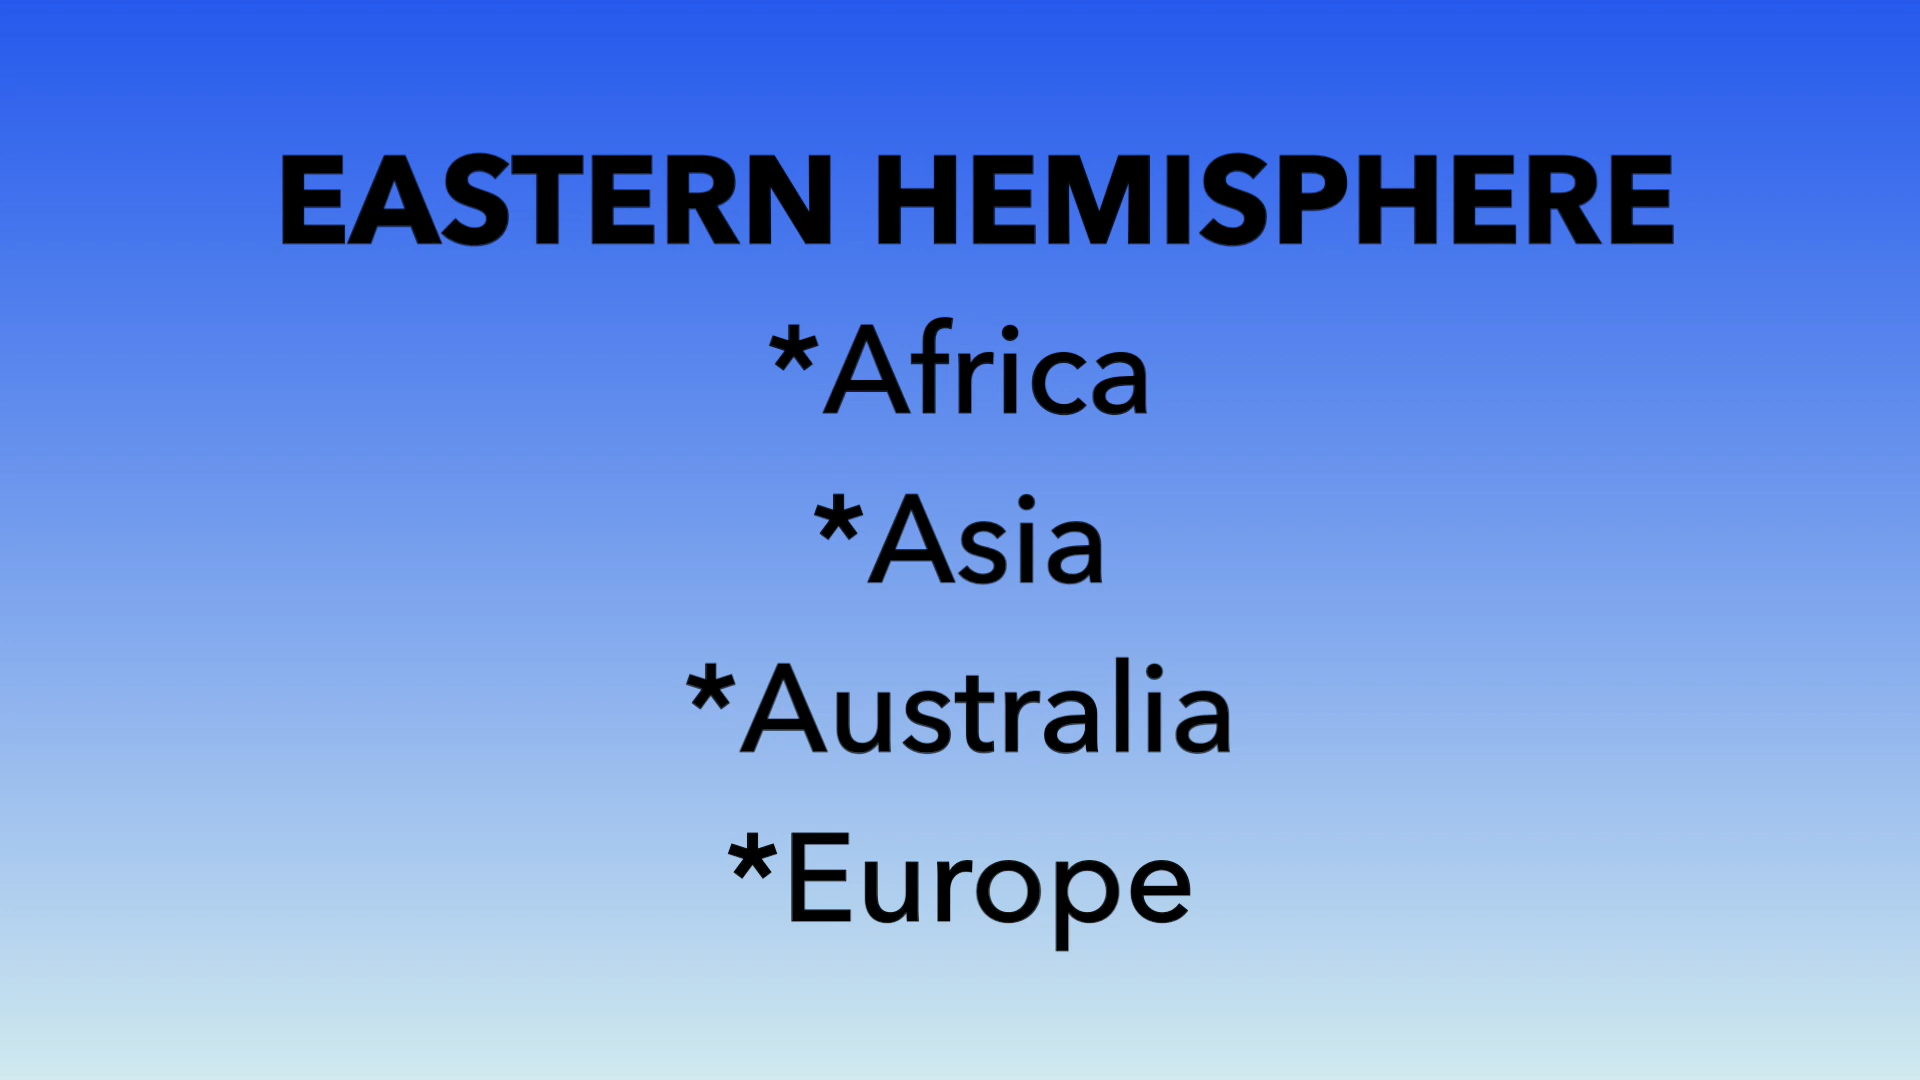 EASTERN HEMISPHERE
*Africa
*Asia
*Australia
*Europe